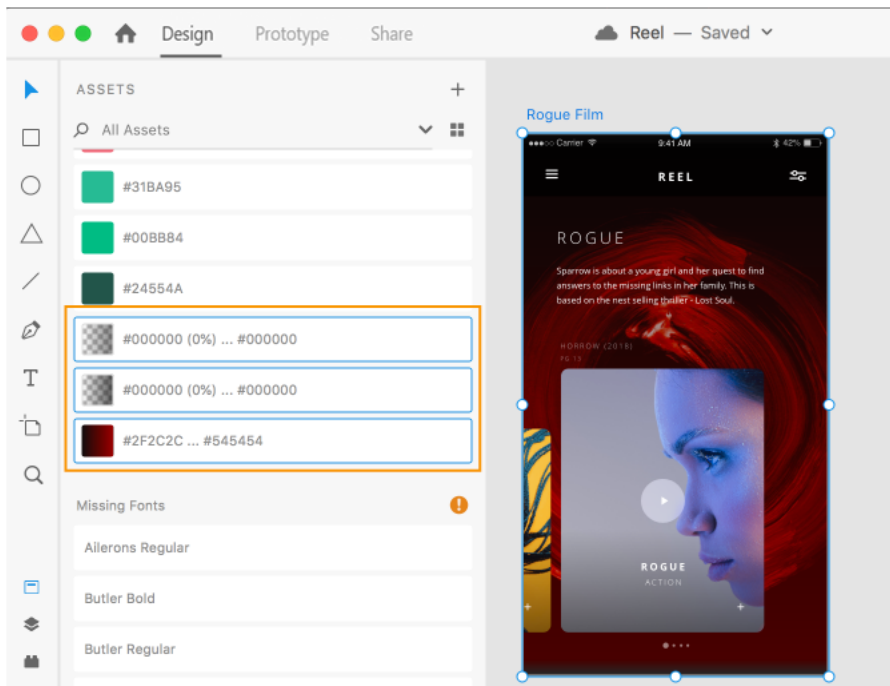 Design Prototype Share Reel — Saved
ASSETS
All Assets
#31BA95
#00BB84
#24554A
#000000 (0%) ... #000000
#000000 (0%) ... #000000
#2F2C2C ... #545454
Missing Fonts
Ailerons Regular
Butler Bold
Butler Regular
T
Rogue Film
Carrier 9:41 AM 42%
REEL
ROGUE
Sparrow is about a young girl and her quest to find
answers to the missing links in her family. This is
based on the nest selling thriller - Lost Soul.
HORROW (2018)
PG 13
ROGUE
ACTION